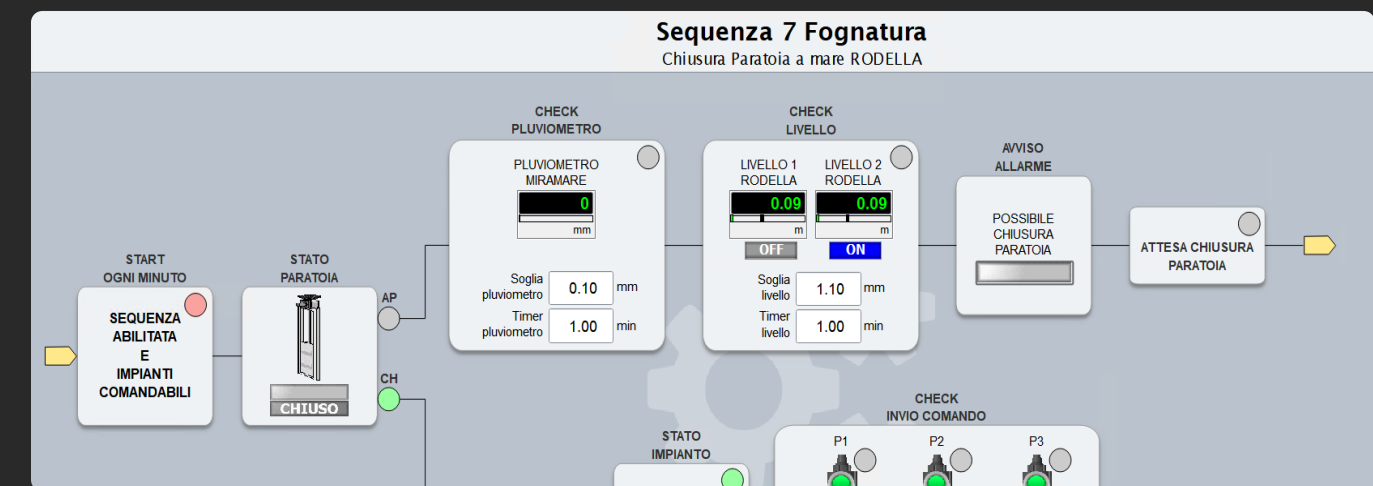 Sequenza 7 Fognatura
Chiusura Paratoia a mare RODELLA
CHECK
PLUVIOMETRO
PLUVIOMETRO
MIRAMARE
0
mm
Soglia
pluviometro
0.10
mm
Timer
pluviometro
1.00
min
CHECK
LIVELLO
LIVELLO 1
RODELLA
0.09
m
OFF
LIVELLO 2
RODELLA
0.09
m
ON
Soglia
livello
1.10
mm
Timer
livello
1.00
min
AVVISO
ALLARME
POSSIBILE
CHIUSURA
PARATOIA
ATTESA CHIUSURA
PARATOIA
START
OGNI MINUTO
SEQUENZA
ABILITATA
E
IMPIANTI
COMANDABILI
STATO
PARATOIA
CHIUSO
AP
CH
STATO
IMPIANTO
CHECK
INVIO COMANDO
P1
P2
P3